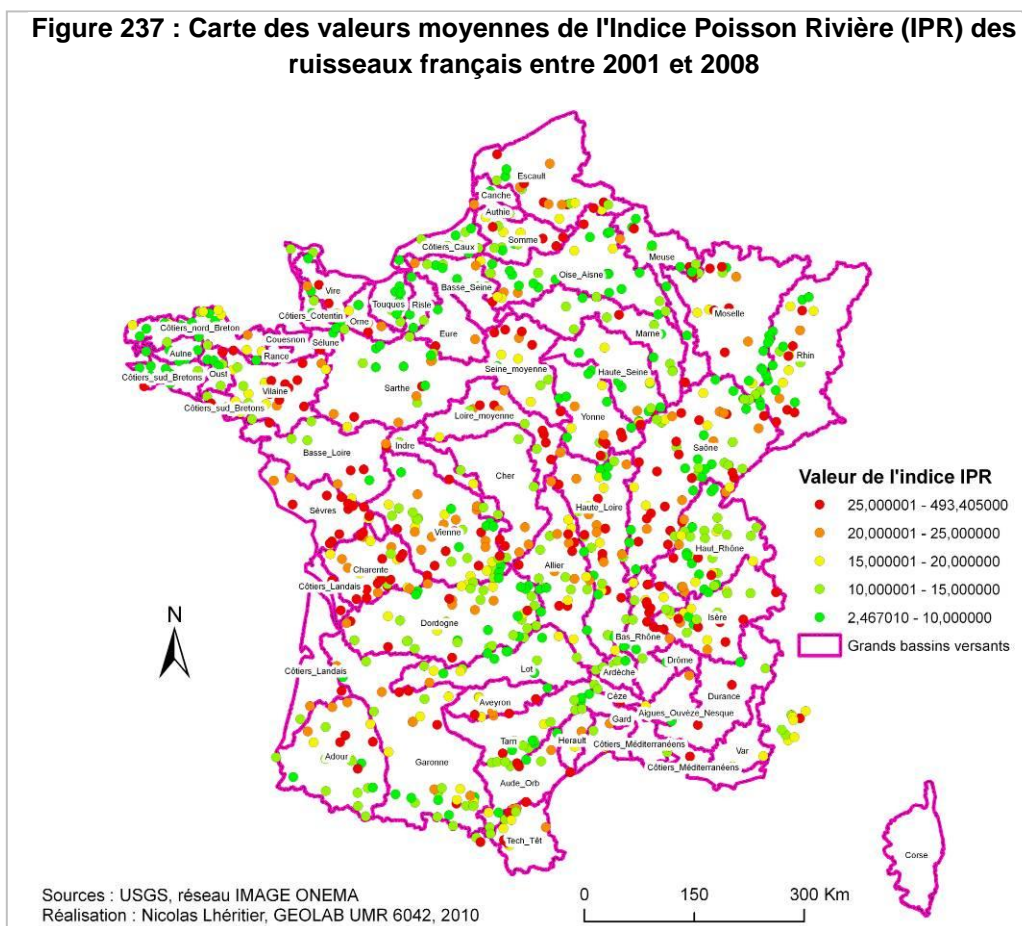 Figure 237 : Carte des valeurs moyennes de l'Indice Poisson Rivière (IPR) des
ruisseaux français entre 2001 et 2008
Escault
Canche
Authie
Somme
Côtiers_Caux
Meuse
Oise_Aisne
Basse_Seine
Vire
Touques
Risle
Moselle
Côtiers_Cotentin
Orne
Côtiers_nord_Breton
Eure
Marne
Couesnon
Sélune
Aulne
Rance
Rhin
Seine_moyenne
Haute_Seine
Côtiers_sud_Bretons
Oust
Vilaine
Sarthe
Côtiers_sud_Bretons
Loire_moyenne
Yonne
Indre
Saône
Basse_Loire
Cher
Sèvres
Haute_Loire
Vienne
Haut_Rhône
Charente
Allier
Côtiers_Landais
Isère
Dordogne
Bas_Rhône
Drôme
Lot
Ardèche
Côtiers_Landais
Durance
Aveyron
Cèze
Aigues_Ouvèze_Nesque
Gard
Tarn
Herault
Côtiers_Méditerranéens
Var
Adour
Garonne
Côtiers_Méditerranéens
Aude_Orb
Tech_Têt
Corse
Valeur de l'indice IPR
25,000001 - 493,405000
20,000001 - 25,000000
15,000001 - 20,000000
10,000001 - 15,000000
2,467010 - 10,000000
Grands bassins versants
N
Sources : USGS, réseau IMAGE ONEMA
Réalisation : Nicolas Lhéritier, GEOLAB UMR 6042, 2010
0 150 300 Km